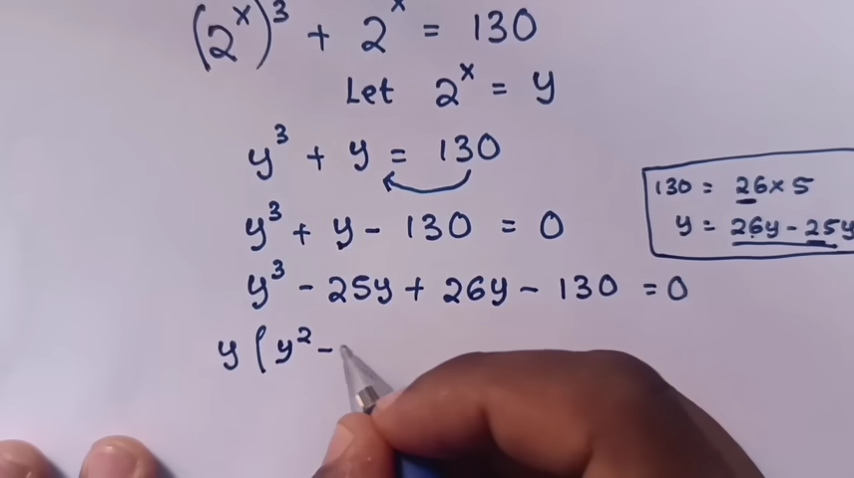 (2^x)^3 + 2^x = 130
Let 2^x = y
y^3 + y = 130
y^3 + y - 130 = 0
y^3 - 25y + 26y - 130 = 0
y(y^2 -
130 = 26 × 5
y = 26y - 25y